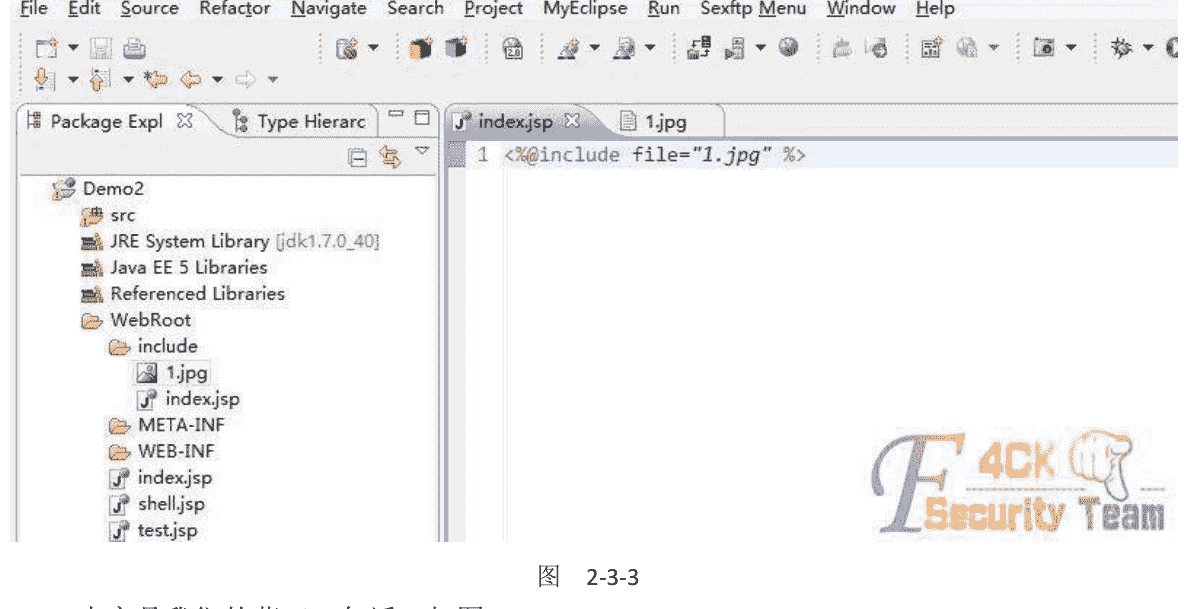 File Edit Source Refactor Navigate Search Project MyEclipse Run Sexftp Menu Window Help
2.0
Package Expl
Type Hierarc
index.jsp
1.jpg
1 <%@include file="1.jpg" %>
Demo2
src
JRE System Library [jdk1.7.0_40]
Java EE 5 Libraries
Referenced Libraries
WebRoot
include
1.jpg
index.jsp
META-INF
WEB-INF
index.jsp
shell.jsp
test.jsp
F4CK
Security Team
图 2-3-3